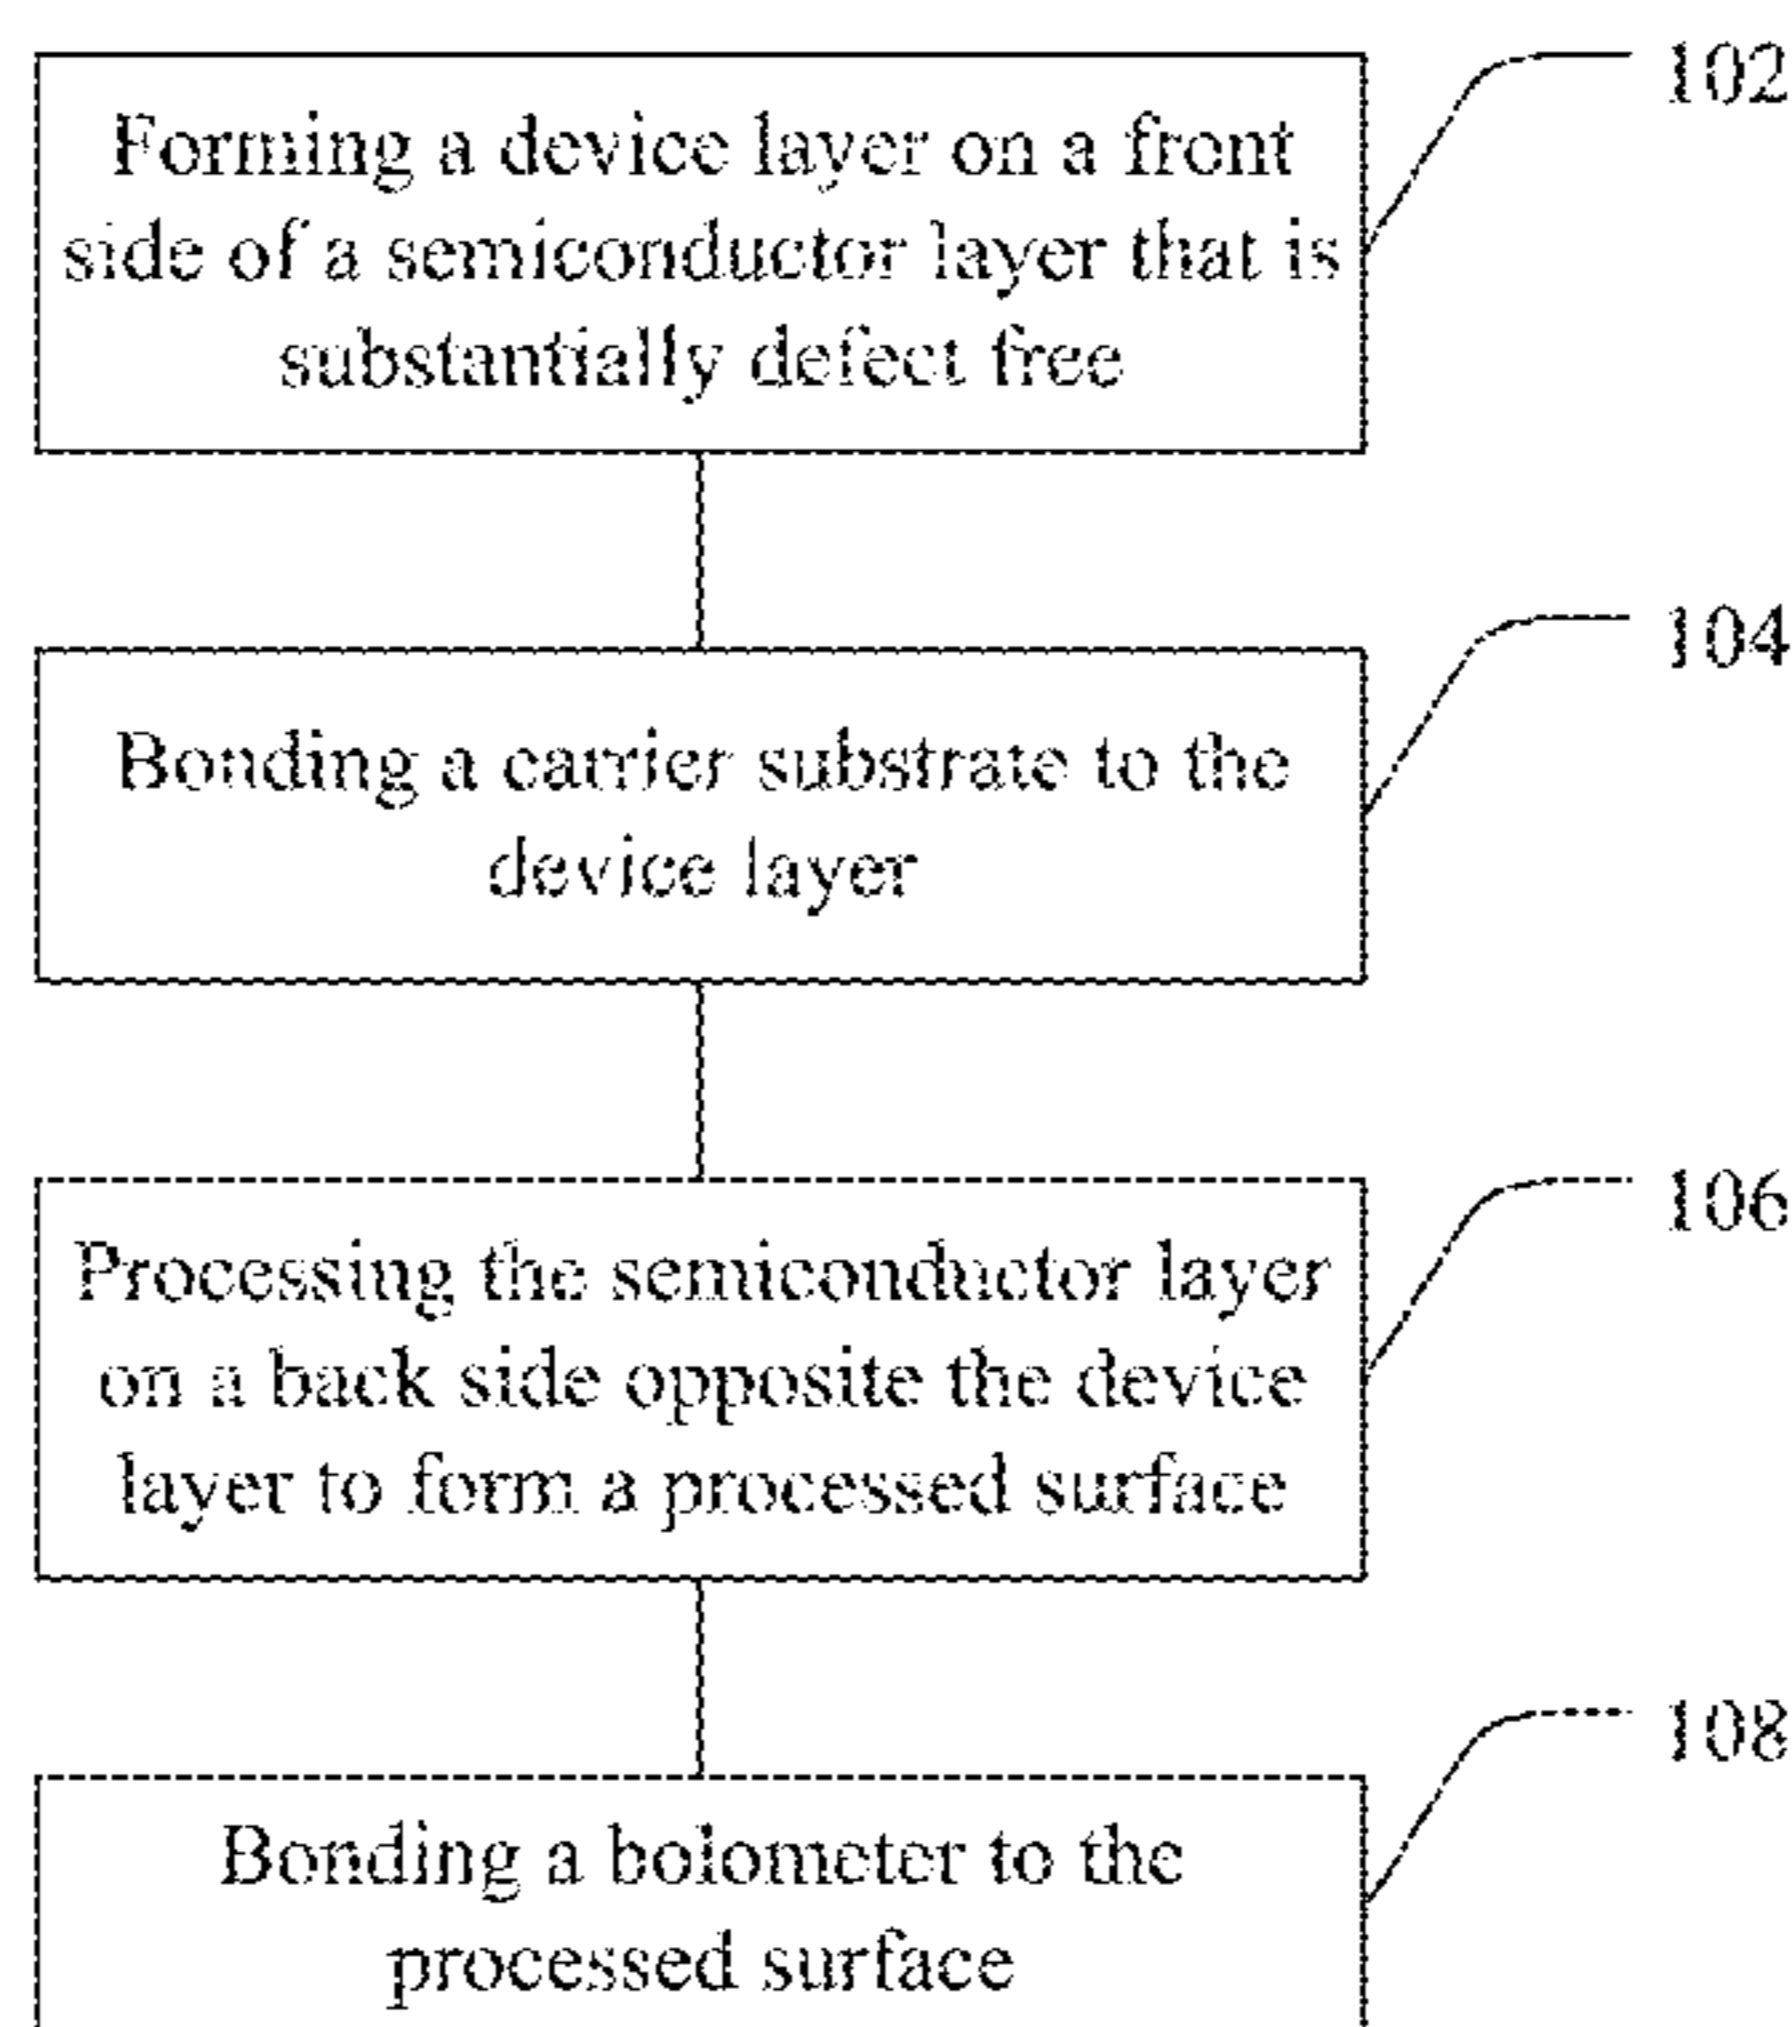 102
Forming a device layer on a front
side of a semiconductor layer that is
substantially defect free
104
Bonding a carrier substrate to the
device layer
106
Processing the semiconductor layer
on a back side opposite the device
layer to form a processed surface
108
Bonding a bolometer to the
processed surface